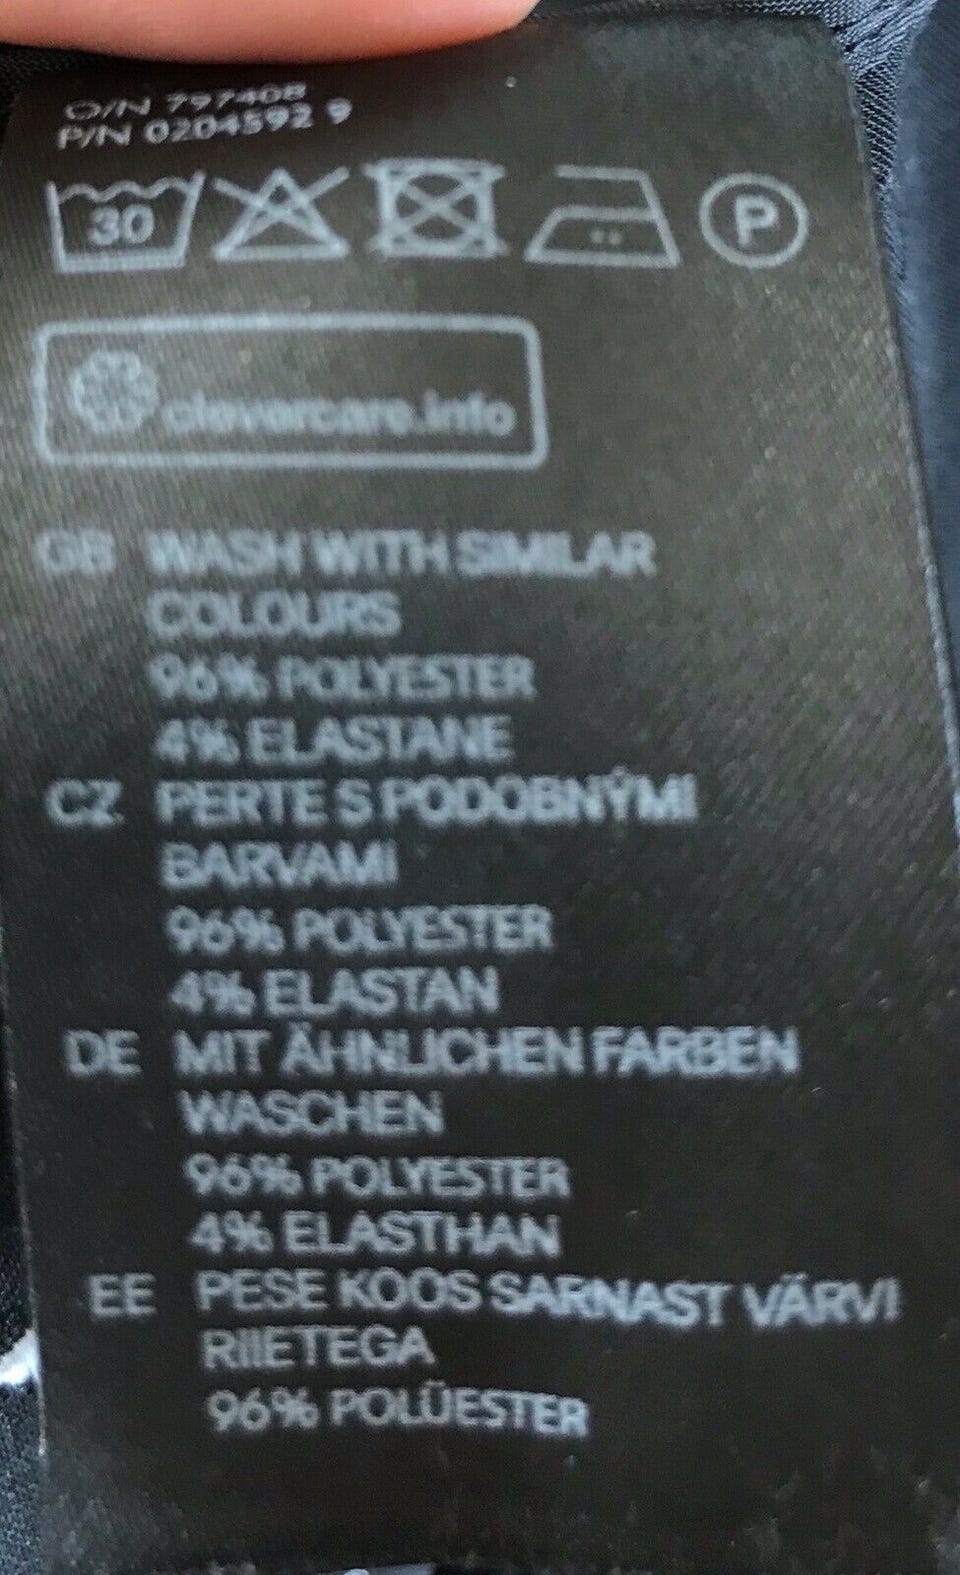 O/N 797408
P/N 0204592 9
30 P
clevercare.info
GB WASH WITH SIMILAR
COLOURS
96% POLYESTER
4% ELASTANE
CZ PERTE S PODOBNÝMI
BARVAMI
96% POLYESTER
4% ELASTAN
DE MIT ÄHNLICHEN FARBEN
WASCHEN
96% POLYESTER
4% ELASTHAN
EE PESE KOOS SARNAST VÄRVI
RIIETEGA
96% POLÜESTER